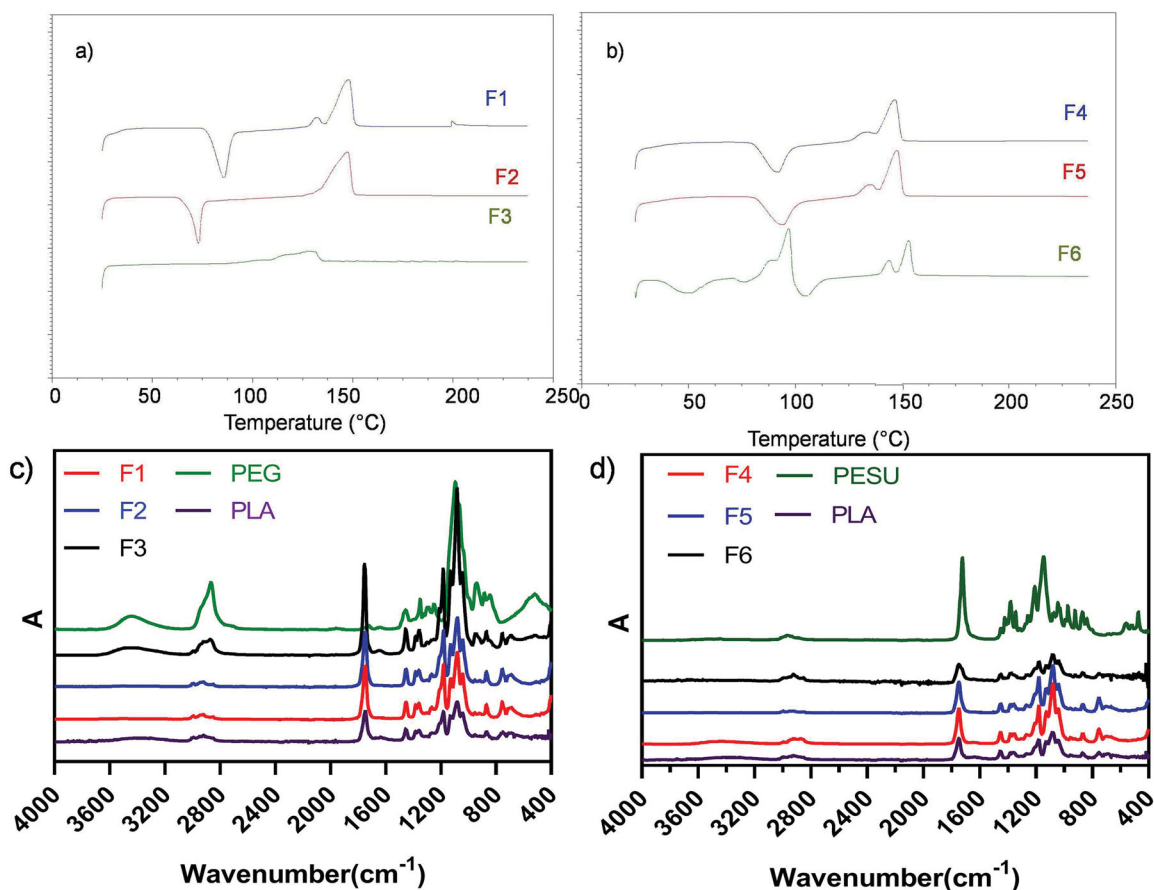 a)
F1
F2
F3
0 50 100 150 200 250
Temperature (°C)
b)
F4
F5
F6
0 50 100 150 200 250
Temperature (°C)
c)
F1 PEG
F2 PLA
F3
A
4000 3600 3200 2800 2400 2000 1600 1200 800 400
Wavenumber(cm⁻¹)
d)
F4 PESU
F5 PLA
F6
A
4000 3600 3200 2800 2400 2000 1600 1200 800 400
Wavenumber(cm⁻¹)